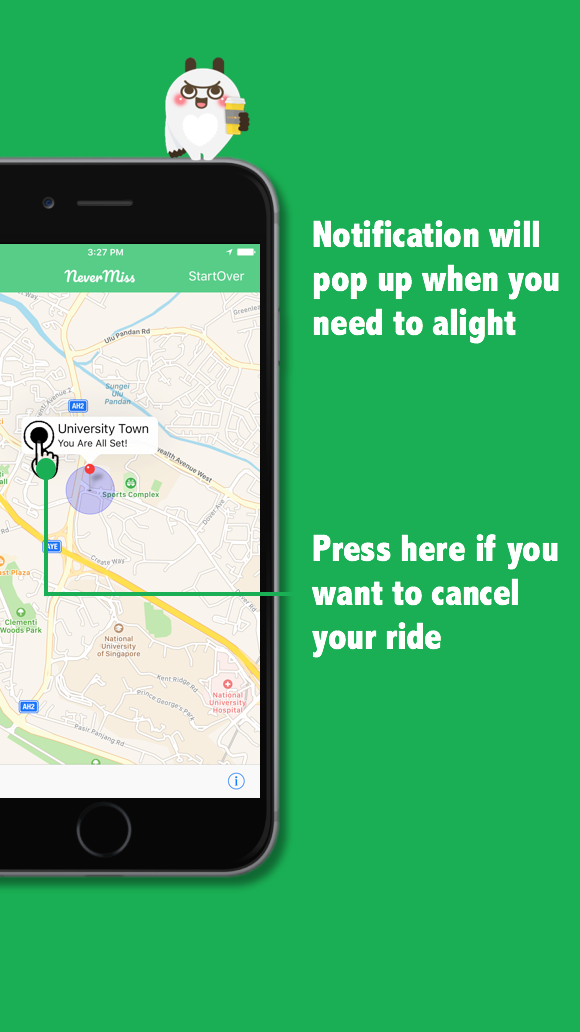 Notification will
pop up when you
need to alight
3:27 PM
NeverMiss
StartOver
Way
Ulu Pandan Rd
Sungei
Ulu
Pandan
AH2
University Town
You Are All Set!
wealth Avenue West
Sports Complex
Dover Ave
AYE
Create Way
Press here if you
want to cancel
your ride
Clementi
Woods Park
National
University
of Singapore
Kent Ridge Rd
Prince George's Park
National
University
Hospital
AH2
Pasir Panjang Rd